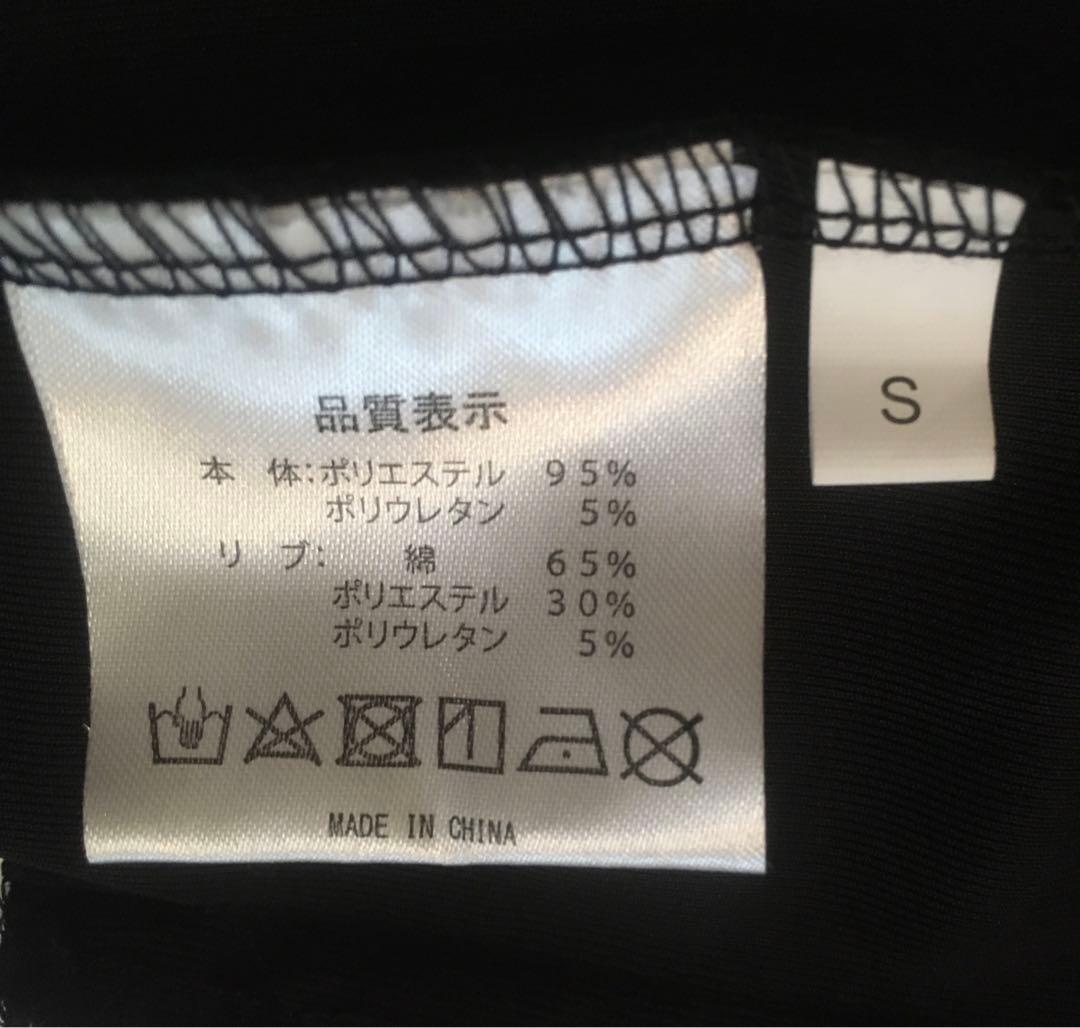 品質表示
本　体:ポリエステル　９５%
ポリウレタン　５%
リ　ブ:　綿　６５%
ポリエステル　３０%
ポリウレタン　５%
MADE IN CHINA
S